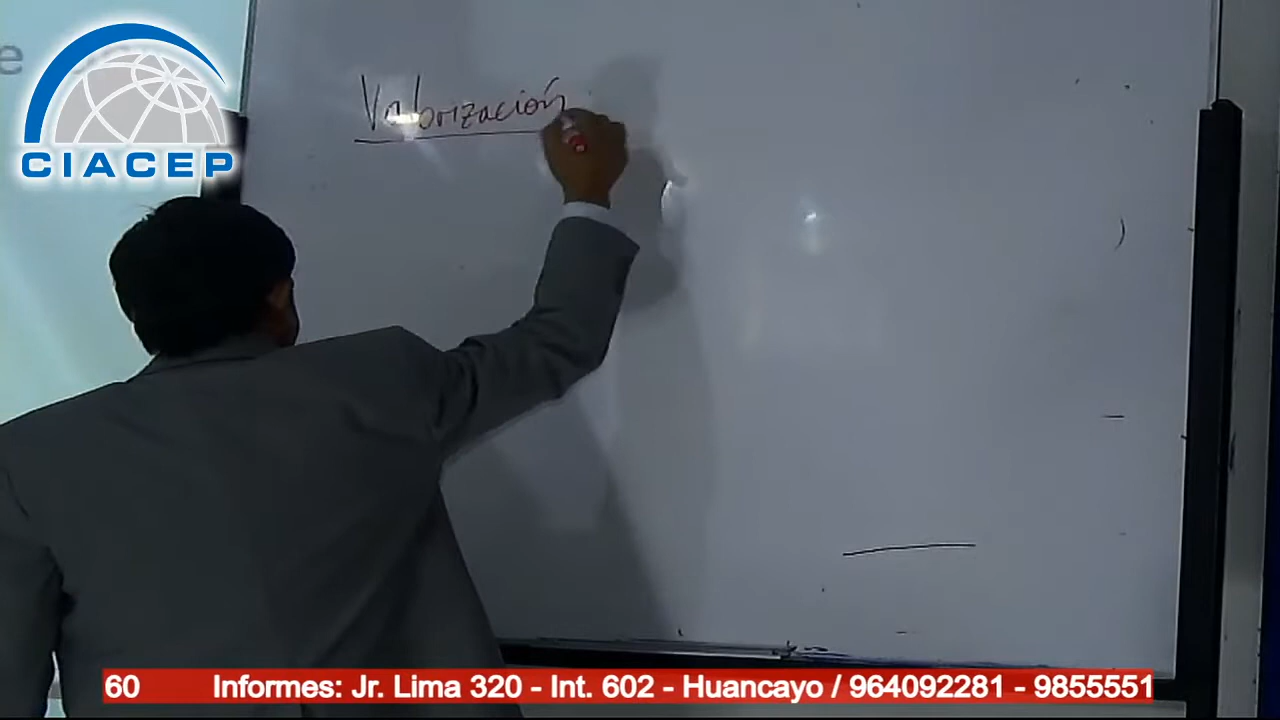 e
CIACEP
Valorización
60 Informes: Jr. Lima 320 - Int. 602 - Huancayo / 964092281 - 9855551